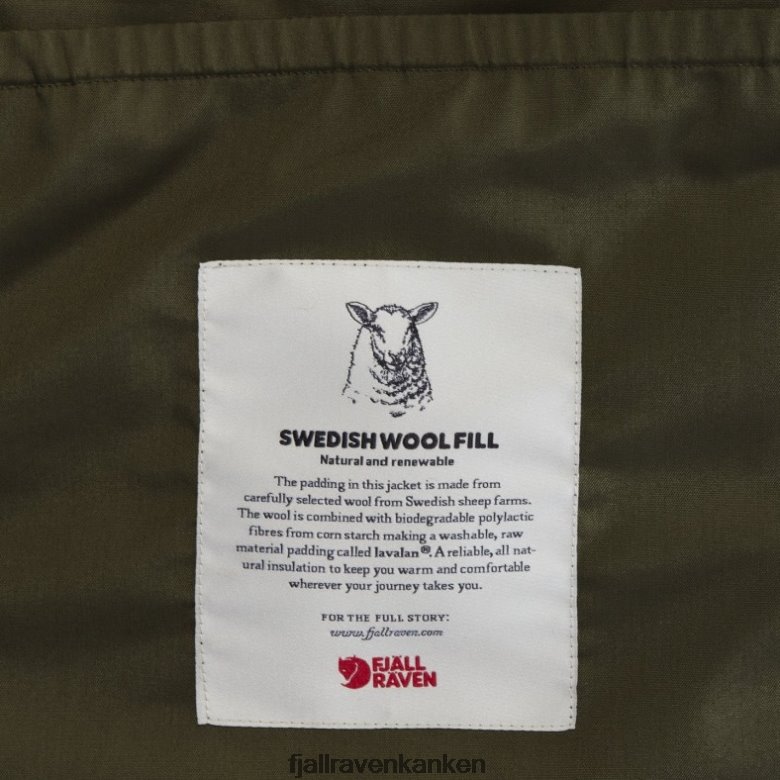 SWEDISH WOOL FILL
Natural and renewable
The padding in this jacket is made from
carefully selected wool from Swedish sheep farms.
The wool is combined with biodegradable polylactic
fibres from corn starch making a washable, raw
material padding called lavalan®. A reliable, all nat-
ural insulation to keep you warm and comfortable
wherever your journey takes you.
FOR THE FULL STORY:
www.fjallraven.com
FJÄLL
RÄVEN
fjallravenkanken